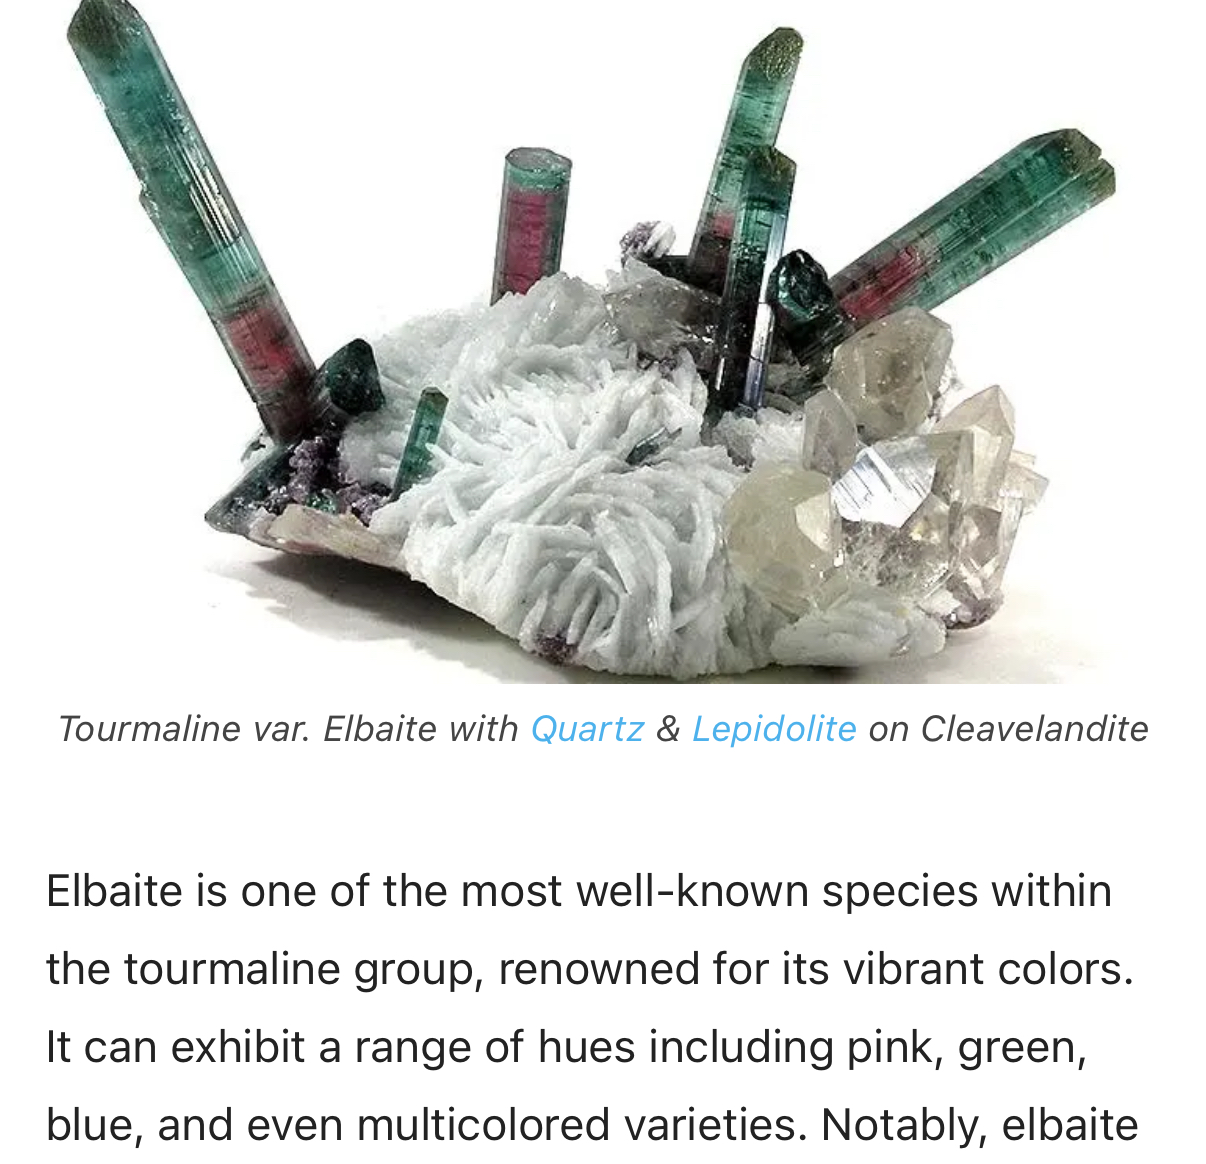 Tourmaline var. Elbaite with Quartz & Lepidolite on Cleavelandite
Elbaite is one of the most well-known species within
the tourmaline group, renowned for its vibrant colors.
It can exhibit a range of hues including pink, green,
blue, and even multicolored varieties. Notably, elbaite